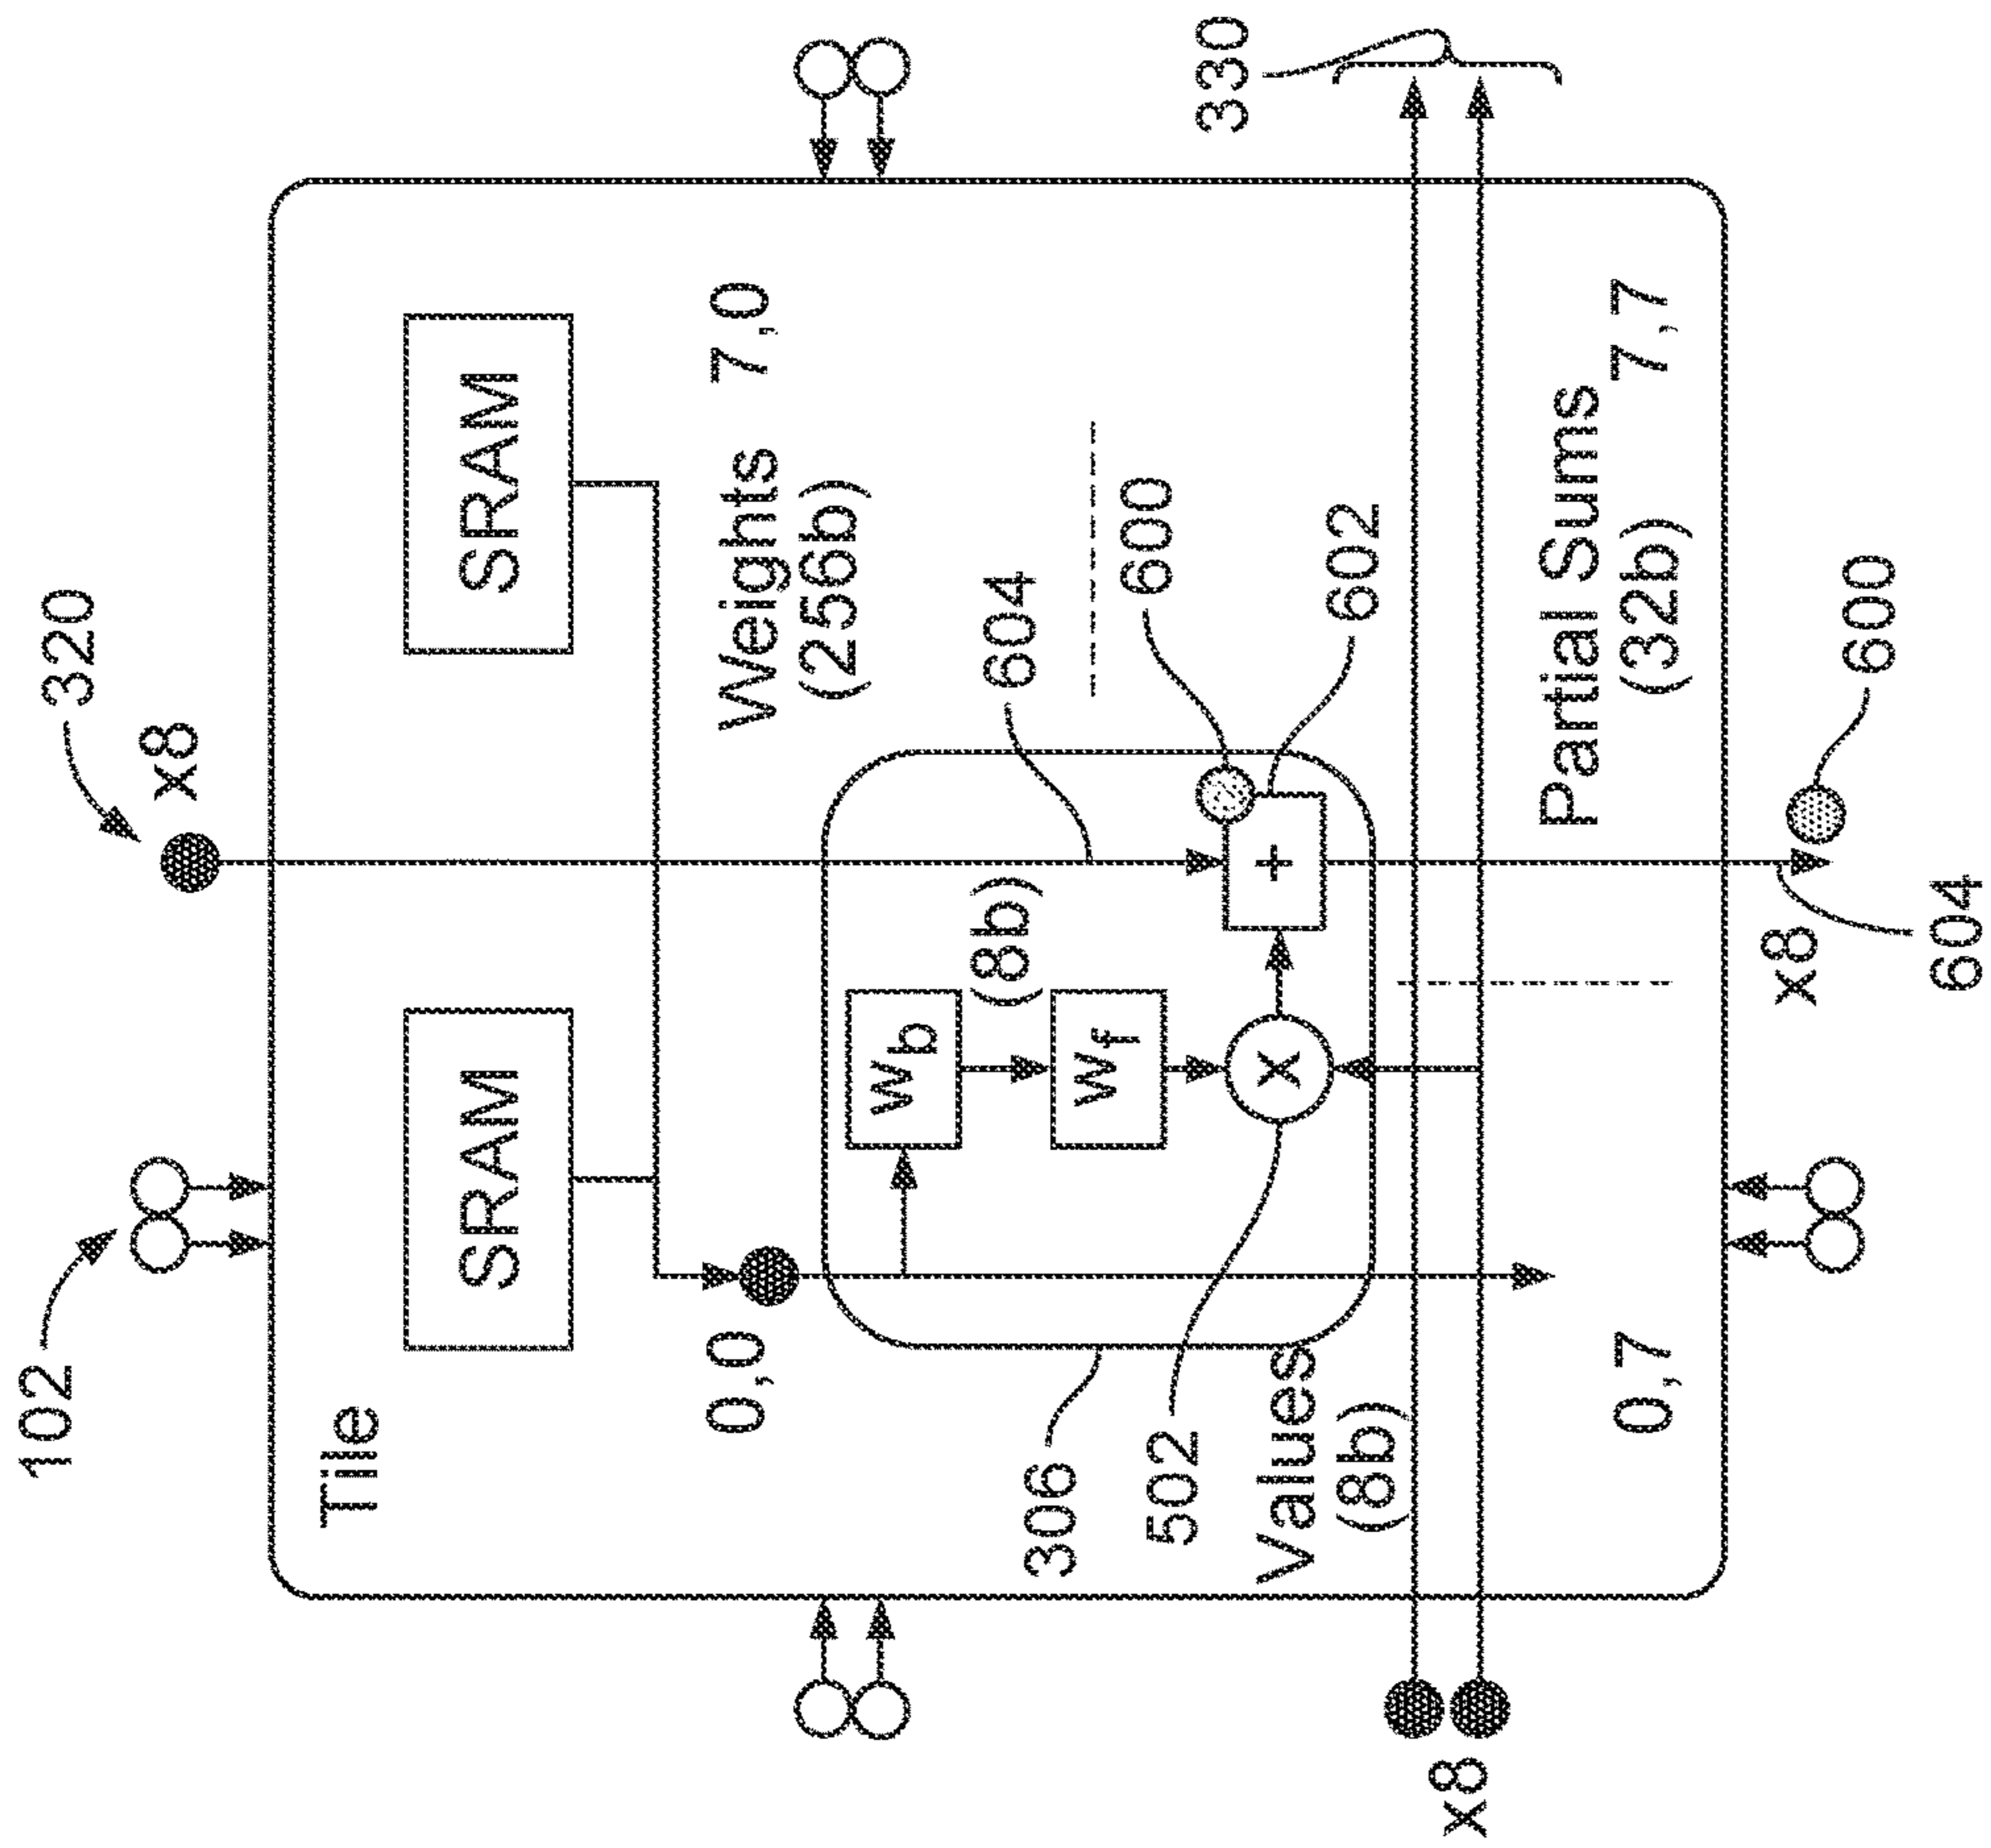 102
320
x8
Tile
SRAM
SRAM
0,0
Weights
(256b)
7,0
wb
(8b)
604
306
wf
600
502
330
Values
(8b)
x
+
602
x8
Partial Sums
(32b)
0,7
7,7
x8
600
604